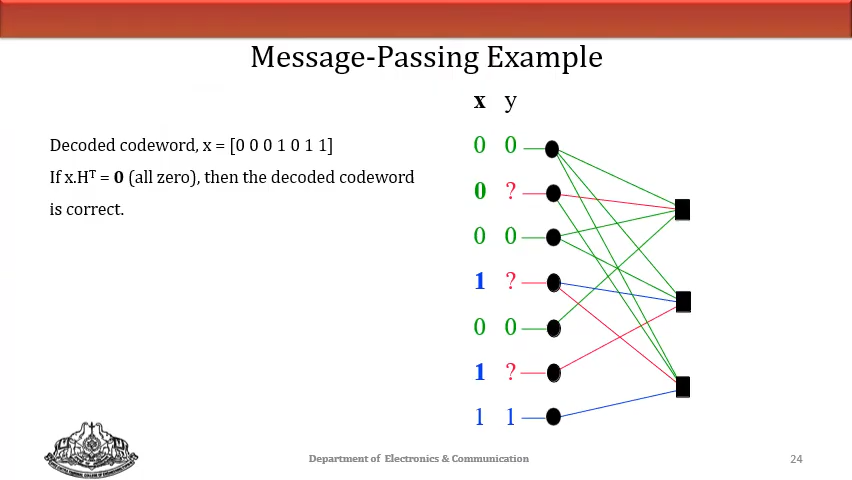 Message-Passing Example
x y
Decoded codeword, x = [0 0 0 1 0 1 1]
If x.Hᵀ = 0 (all zero), then the decoded codeword
is correct.
0 0
0 ?
0 0
1 ?
0 0
1 ?
1 1
Department of Electronics & Communication
24